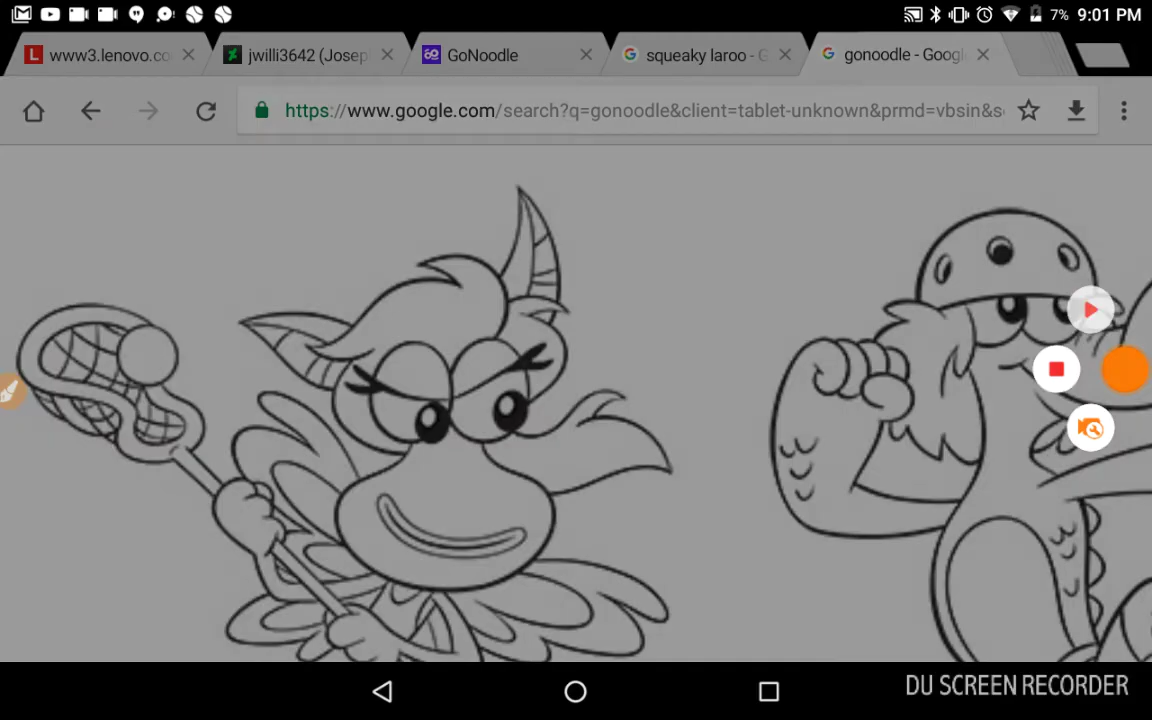 7% 9:01 PM
L www3.lenovo.co jwilli3642 (Josep GoNoodle squeaky laroo - G gonoodle - Googl
https://www.google.com/search?q=gonoodle&client=tablet-unknown&prmd=vbsin&s
DU SCREEN RECORDER